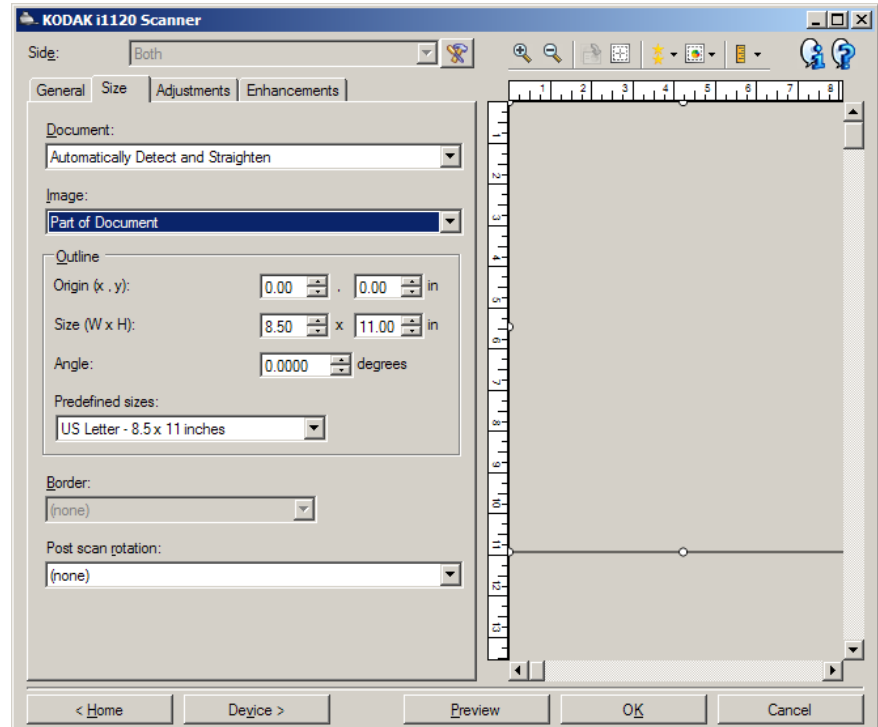 KODAK i1120 Scanner
Side: Both
General Size Adjustments Enhancements
Document:
Automatically Detect and Straighten
Image:
Part of Document
Outline
Origin (x , y): 0.00 , 0.00 in
Size (W x H): 8.50 x 11.00 in
Angle: 0.0000 degrees
Predefined sizes:
US Letter - 8.5 x 11 inches
Border:
(none)
Post scan rotation:
(none)
1 2 3 4 5 6 7 8
1
2
3
4
5
6
7
8
9
10
11
12
13
< Home Device > Preview OK Cancel